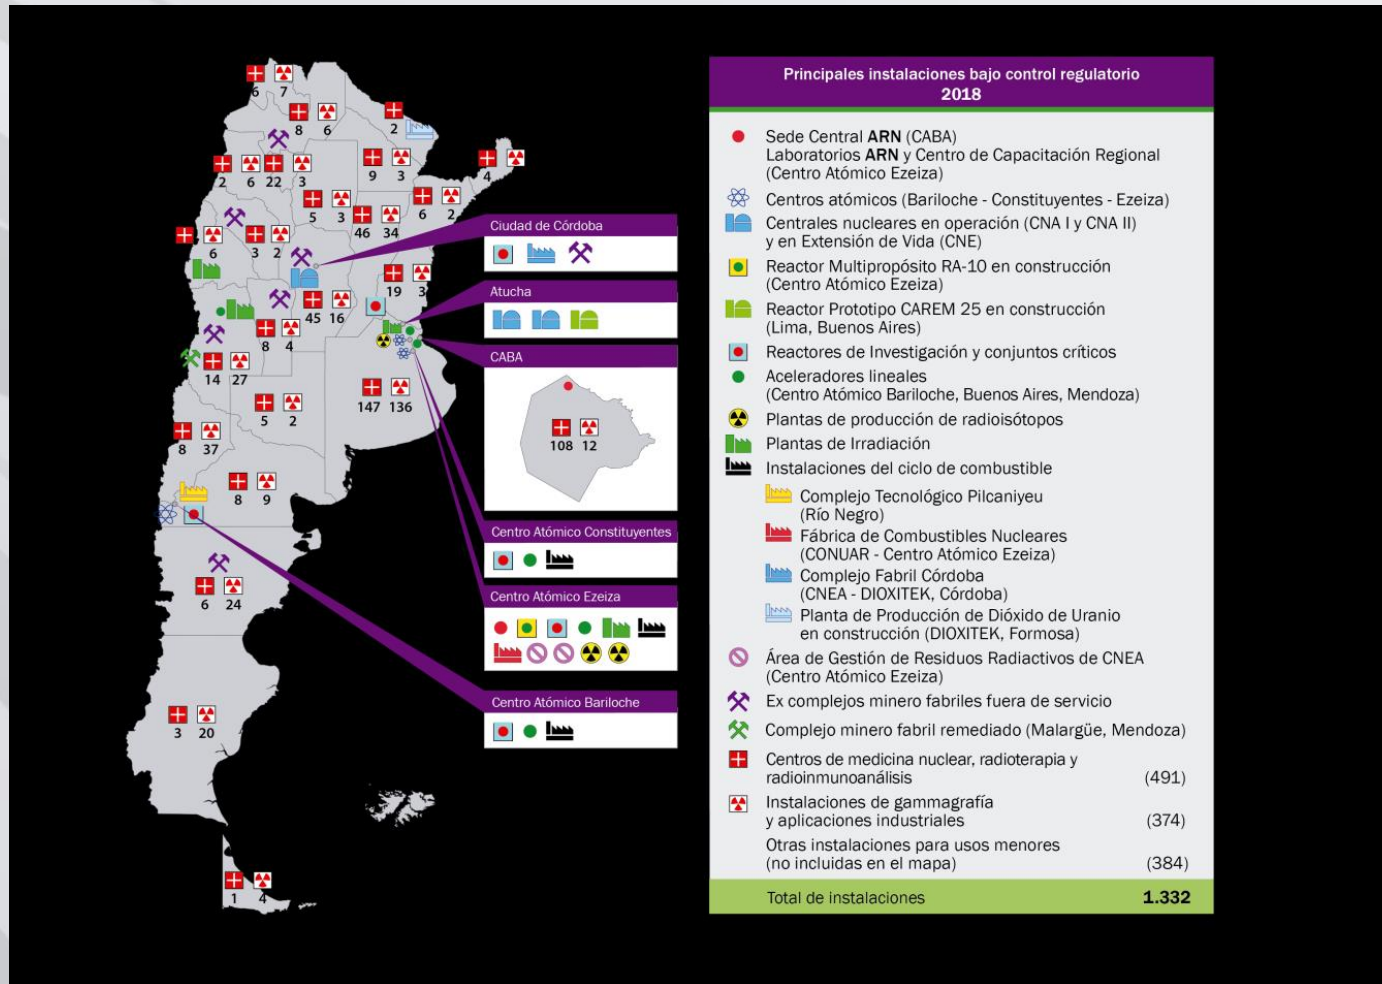 6 7
8 6
2
2 6 22 3
9 3
4
5 3
46 34
6 2
6
3 2
19 3
45 16
8 4
14 27
147 136
5 2
8 37
8 9
6 24
3 20
1 4
Ciudad de Córdoba
Atucha
CABA
108 12
Centro Atómico Constituyentes
Centro Atómico Ezeiza
Centro Atómico Bariloche
Principales instalaciones bajo control regulatorio
2018
Sede Central ARN (CABA)
Laboratorios ARN y Centro de Capacitación Regional
(Centro Atómico Ezeiza)
Centros atómicos (Bariloche - Constituyentes - Ezeiza)
Centrales nucleares en operación (CNA I y CNA II)
y en Extensión de Vida (CNE)
Reactor Multipropósito RA-10 en construcción
(Centro Atómico Ezeiza)
Reactor Prototipo CAREM 25 en construcción
(Lima, Buenos Aires)
Reactores de Investigación y conjuntos críticos
Aceleradores lineales
(Centro Atómico Bariloche, Buenos Aires, Mendoza)
Plantas de producción de radioisótopos
Plantas de Irradiación
Instalaciones del ciclo de combustible
Complejo Tecnológico Pilcaniyeu
(Río Negro)
Fábrica de Combustibles Nucleares
(CONUAR - Centro Atómico Ezeiza)
Complejo Fabril Córdoba
(CNEA - DIOXITEK, Córdoba)
Planta de Producción de Dióxido de Uranio
en construcción (DIOXITEK, Formosa)
Área de Gestión de Residuos Radiactivos de CNEA
(Centro Atómico Ezeiza)
Ex complejos minero fabriles fuera de servicio
Complejo minero fabril remediado (Malargüe, Mendoza)
Centros de medicina nuclear, radioterapia y
radioinmunoanálisis (491)
Instalaciones de gammagrafía
y aplicaciones industriales (374)
Otras instalaciones para usos menores
(no incluidas en el mapa) (384)
Total de instalaciones 1.332